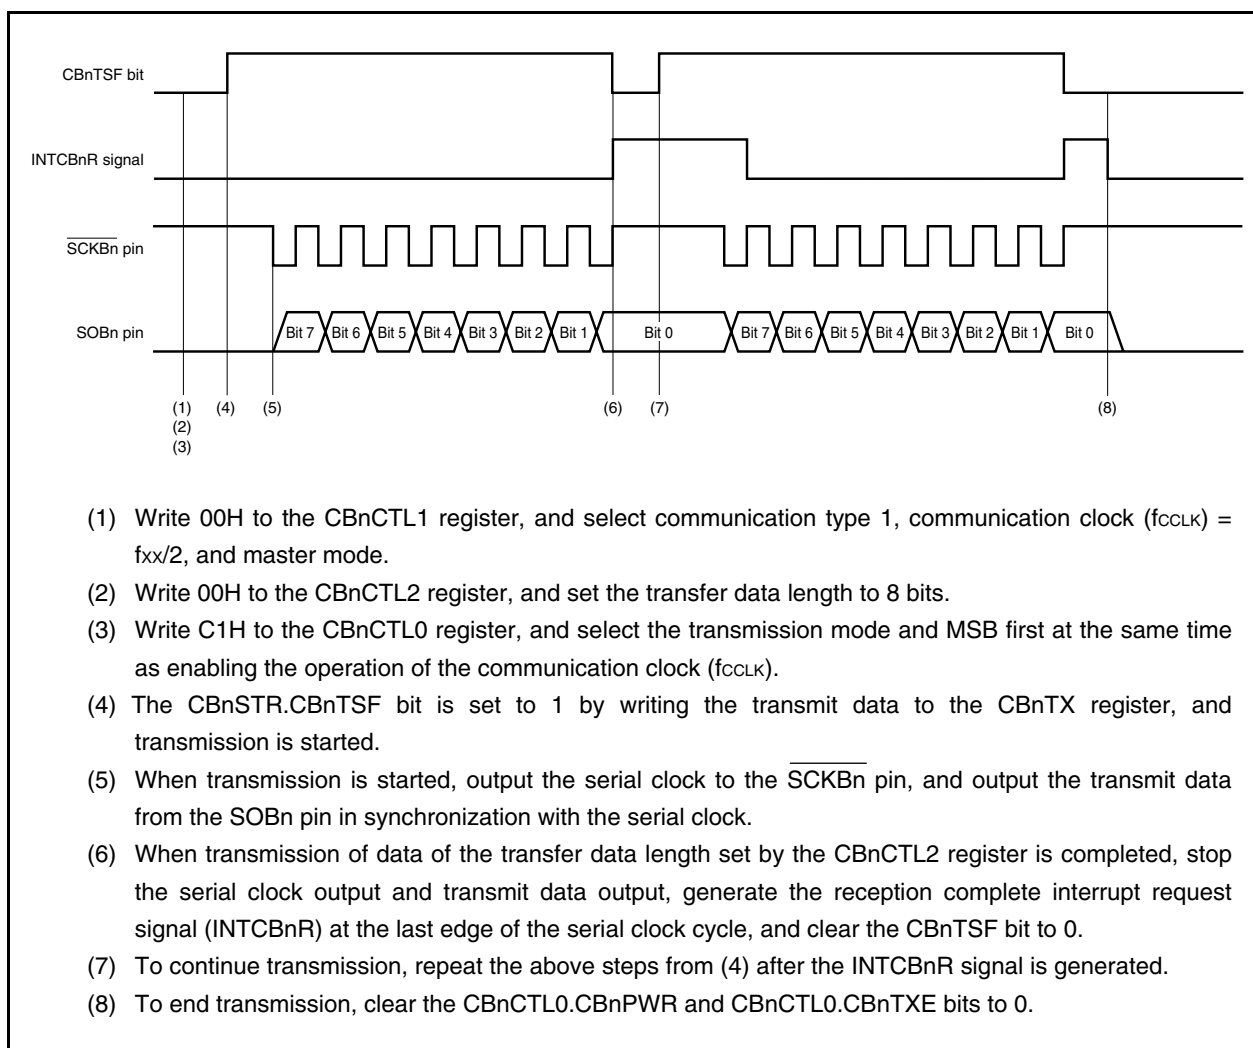 CBnTSF bit
INTCBnR signal
SCKBn pin
SOBn pin
Bit 7 Bit 6 Bit 5 Bit 4 Bit 3 Bit 2 Bit 1 Bit 0 Bit 7 Bit 6 Bit 5 Bit 4 Bit 3 Bit 2 Bit 1 Bit 0
(1) (4) (5) (6) (7) (8)
(2)
(3)
(1) Write 00H to the CBnCTL1 register, and select communication type 1, communication clock (fCCLK) =
fXX/2, and master mode.
(2) Write 00H to the CBnCTL2 register, and set the transfer data length to 8 bits.
(3) Write C1H to the CBnCTL0 register, and select the transmission mode and MSB first at the same time
as enabling the operation of the communication clock (fCCLK).
(4) The CBnSTR.CBnTSF bit is set to 1 by writing the transmit data to the CBnTX register, and
transmission is started.
(5) When transmission is started, output the serial clock to the SCKBn pin, and output the transmit data
from the SOBn pin in synchronization with the serial clock.
(6) When transmission of data of the transfer data length set by the CBnCTL2 register is completed, stop
the serial clock output and transmit data output, generate the reception complete interrupt request
signal (INTCBnR) at the last edge of the serial clock cycle, and clear the CBnTSF bit to 0.
(7) To continue transmission, repeat the above steps from (4) after the INTCBnR signal is generated.
(8) To end transmission, clear the CBnCTL0.CBnPWR and CBnCTL0.CBnTXE bits to 0.